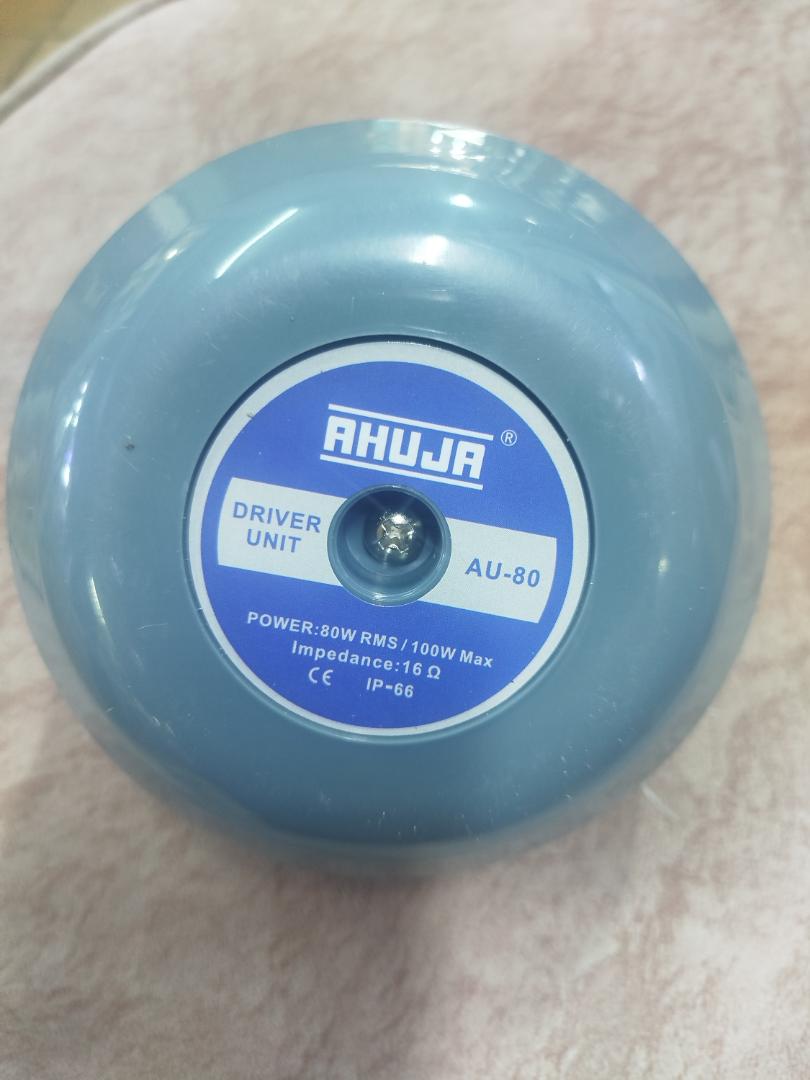 AHUJA ®
DRIVER
UNIT
AU-80
POWER:80W RMS / 100W Max
Impedance:16 Ω
CE IP-66